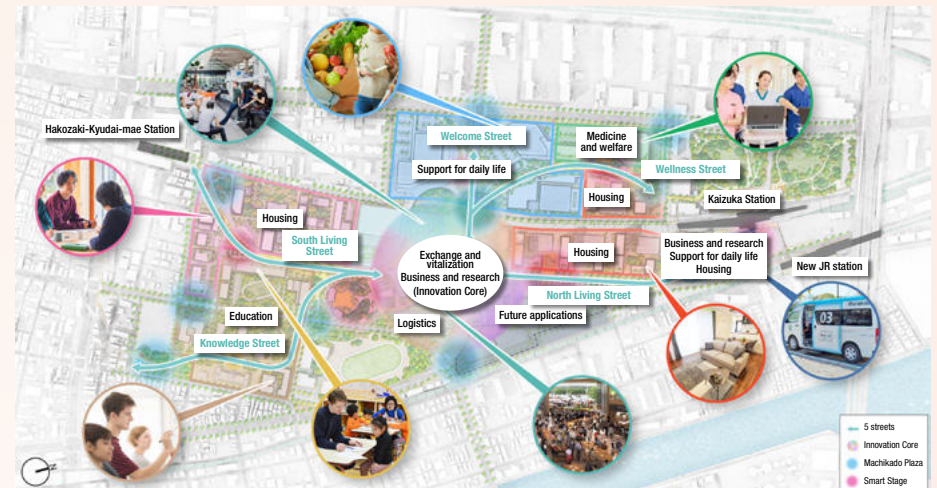 Hakozaki-Kyudai-mae Station
Welcome Street
Support for daily life
Medicine
and welfare
Wellness Street
Housing
Kaizuka Station
Housing
South Living
Street
Exchange and
vitalization
Business and research
(Innovation Core)
Housing
Business and research
Support for daily life
Housing
New JR station
North Living Street
Future applications
Logistics
Education
Knowledge Street
03
N
5 streets
Innovation Core
Machikado Plaza
Smart Stage